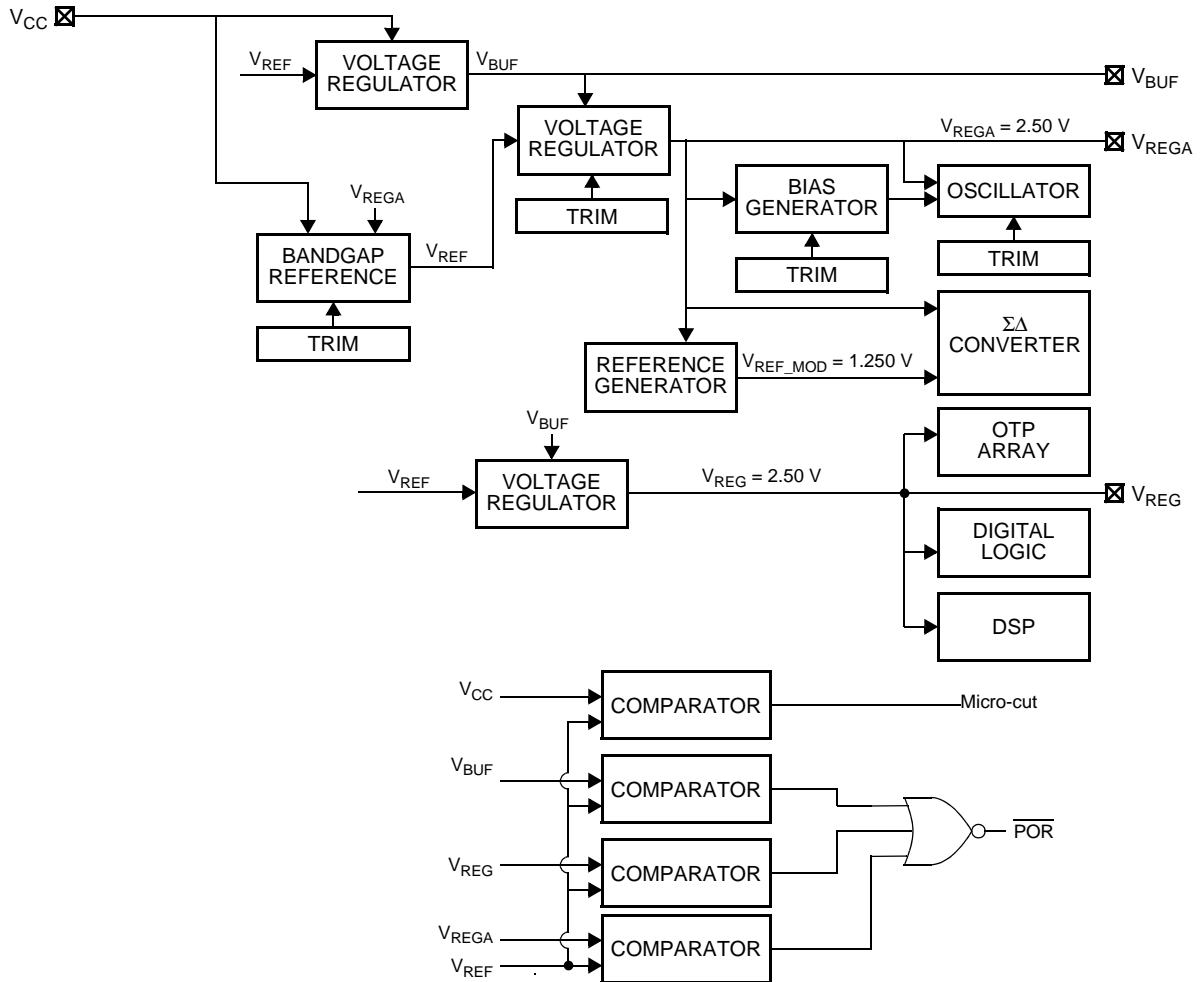 VCC
VREF
VOLTAGE
REGULATOR
VBUF
VBUF
VOLTAGE
REGULATOR
VREGA = 2.50 V
VREGA
TRIM
BIAS
GENERATOR
OSCILLATOR
TRIM
TRIM
VREGA
BANDGAP
REFERENCE
VREF
TRIM
ΣΔ
CONVERTER
REFERENCE
GENERATOR
VREF_MOD = 1.250 V
VBUF
VREF
VOLTAGE
REGULATOR
VREG = 2.50 V
OTP
ARRAY
VREG
DIGITAL
LOGIC
DSP
VCC
COMPARATOR
Micro-cut
VBUF
COMPARATOR
POR
VREG
COMPARATOR
VREGA
COMPARATOR
VREF